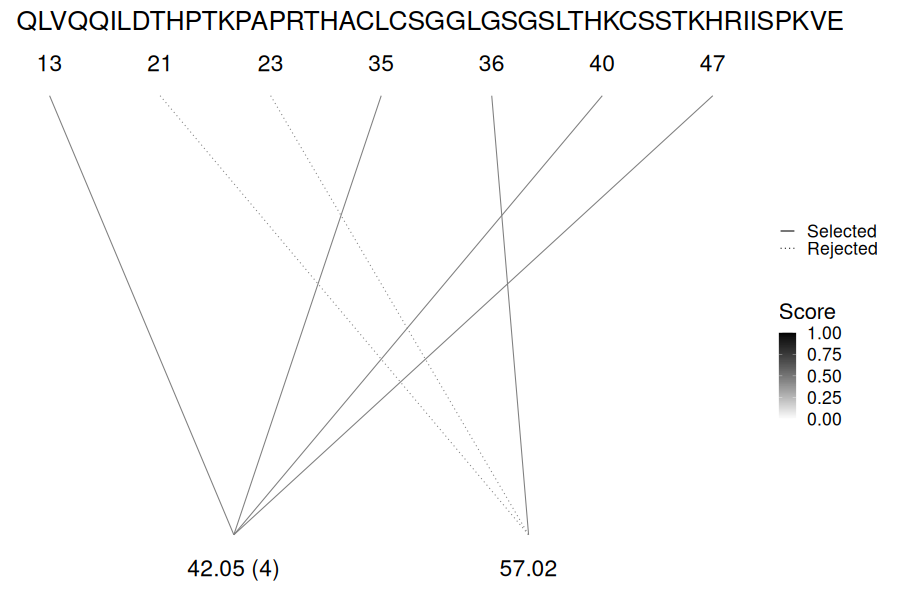 QLVQQILDTHPTKPAPRTHACLCSGGLGSGSLTHKCSSTKHRIISPKVE
13 21 23 35 36 40 47
Selected
Rejected
Score
1.00
0.75
0.50
0.25
0.00
42.05 (4) 57.02